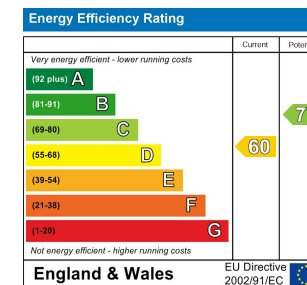 Energy Efficiency Rating
Current
Very energy efficient - lower running costs
(92 plus) A
(81-91) B
(69-80) C
(55-68) D
60
(39-54) E
(21-38) F
(1-20) G
Not energy efficient - higher running costs
England & Wales
EU Directive
2002/91/EC